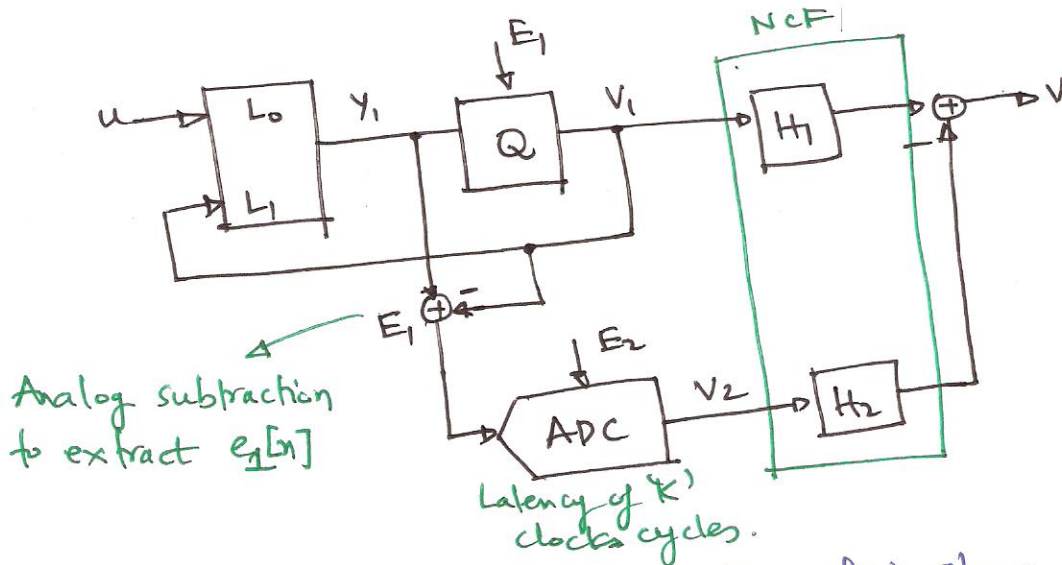 NCF
E1
u
L0
Y1
Q
V1
H1
+
V
L1
-
-
+
E1
E2
Analog subtraction
to extract e1[n]
ADC
V2
H2
Latency of 'K'
clocks cycles.